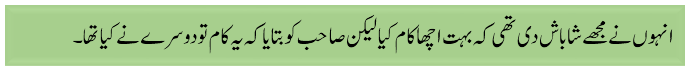 انہوں نے مجھے شاباش دی تھی کہ بہت اچھا کام کیا لیکن صاحب کو بتایا کہ یہ کام تو دوسرے نے کیا تھا۔